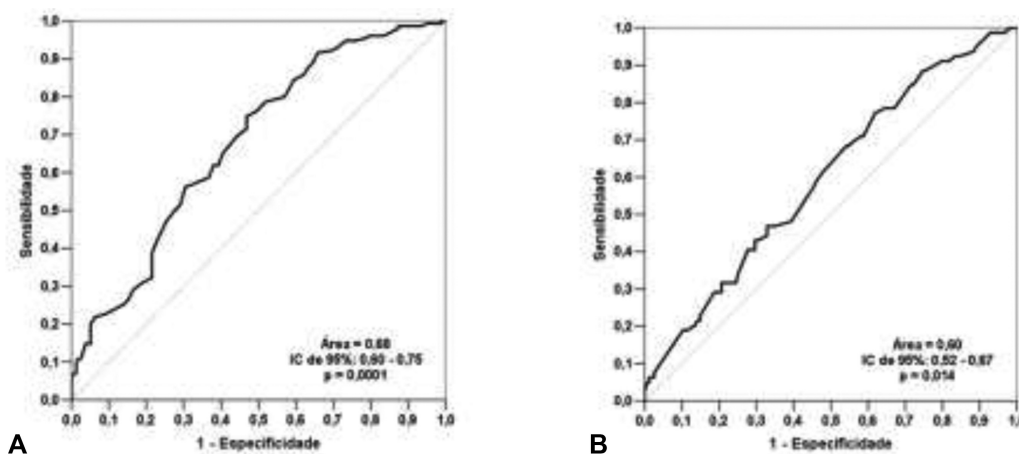 1,0
0,9
0,8
0,7
0,6
0,5
0,4
0,3
0,2
0,1
0,0
Sensibilidade
Área = 0,68
IC de 95%: 0,60 - 0,75
p = 0,0001
0,0 0,1 0,2 0,3 0,4 0,5 0,6 0,7 0,8 0,9 1,0
1 - Especificidade
A
1,0
0,9
0,8
0,7
0,6
0,5
0,4
0,3
0,2
0,1
0,0
Sensibilidade
Área = 0,60
IC de 95%: 0,52 - 0,67
p = 0,014
0,0 0,1 0,2 0,3 0,4 0,5 0,6 0,7 0,8 0,9 1,0
1 - Especificidade
B